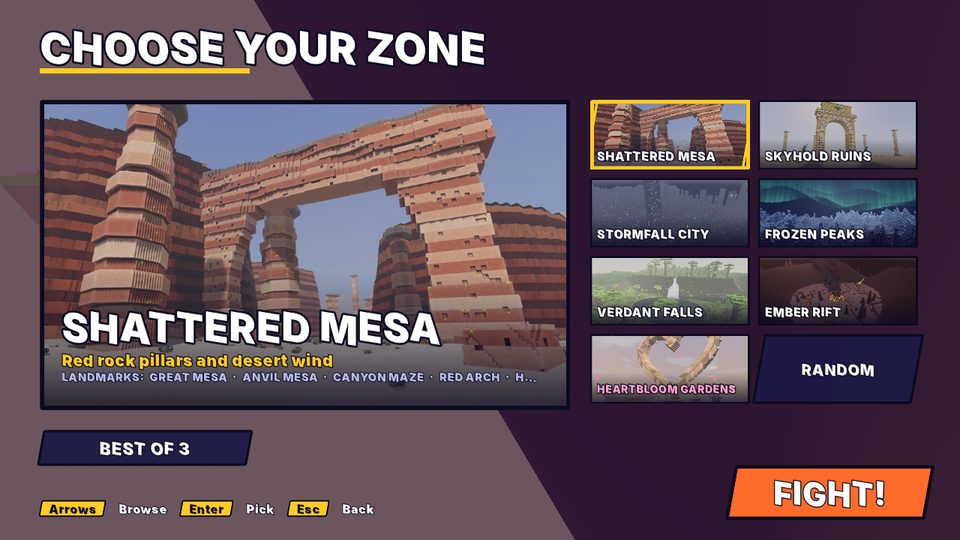 CHOOSE YOUR ZONE
SHATTERED MESA
Red rock pillars and desert wind
LANDMARKS: GREAT MESA · ANVIL MESA · CANYON MAZE · RED ARCH · H...
SHATTERED MESA
SKYHOLD RUINS
STORMFALL CITY
FROZEN PEAKS
VERDANT FALLS
EMBER RIFT
HEARTBLOOM GARDENS
RANDOM
BEST OF 3
FIGHT!
Arrows Browse Enter Pick Esc Back